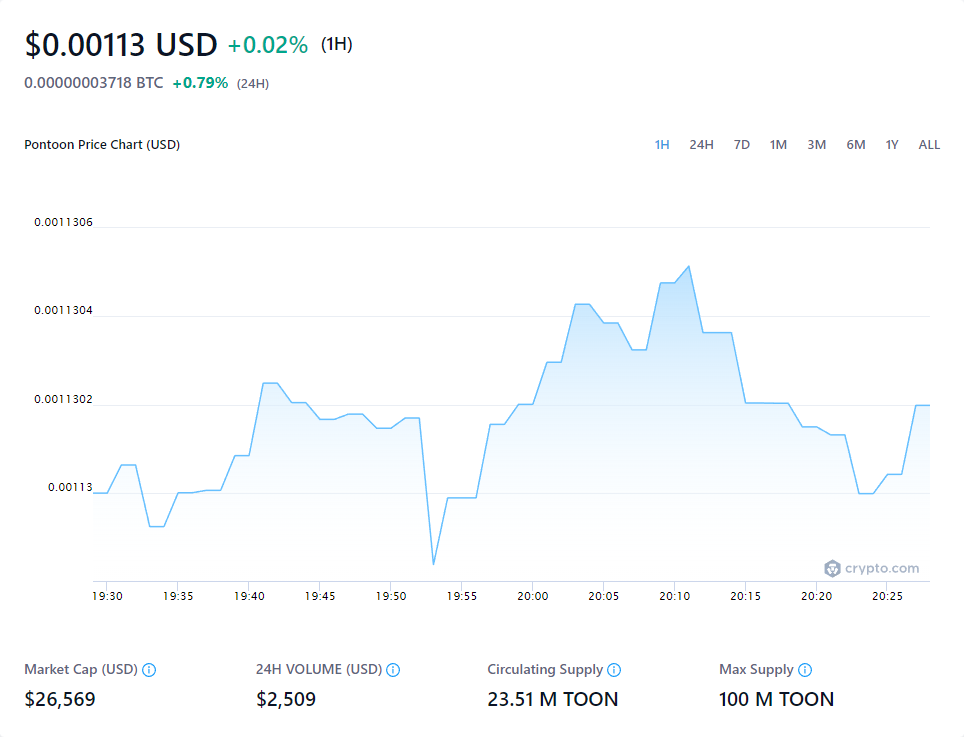 $0.00113 USD +0.02% (1H)
0.00000003718 BTC +0.79% (24H)
Pontoon Price Chart (USD) 1H 24H 7D 1M 3M 6M 1Y ALL
0.0011306
0.0011304
0.0011302
0.00113
crypto.com
19:30 19:35 19:40 19:45 19:50 19:55 20:00 20:05 20:10 20:15 20:20 20:25
Market Cap (USD) 24H VOLUME (USD) Circulating Supply Max Supply
$26,569 $2,509 23.51 M TOON 100 M TOON